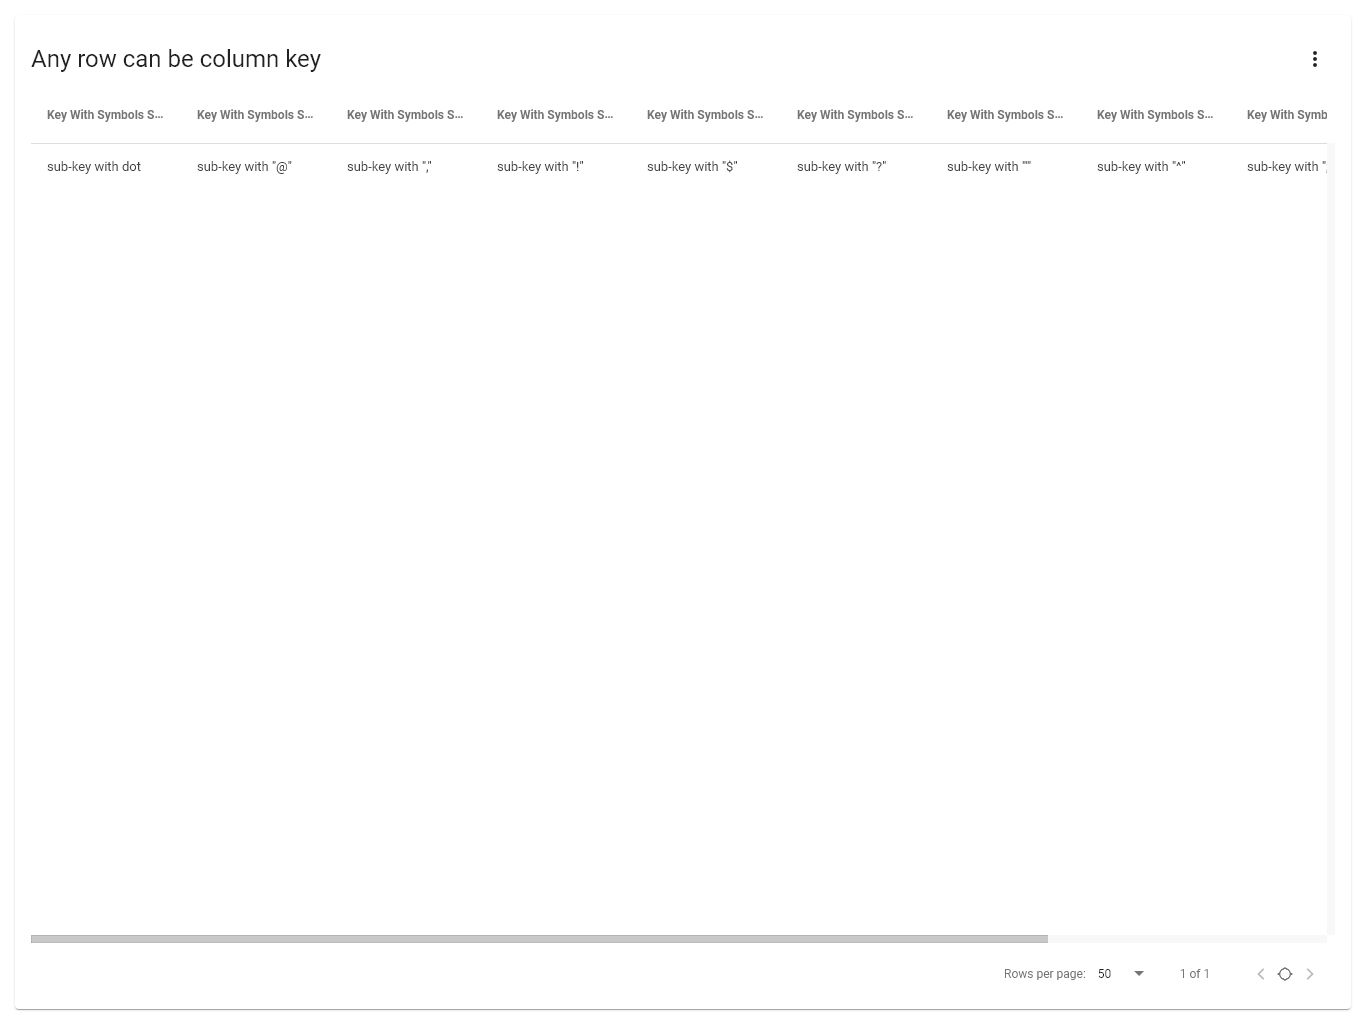 Any row can be column key
Key With Symbols S... Key With Symbols S... Key With Symbols S... Key With Symbols S... Key With Symbols S... Key With Symbols S... Key With Symbols S... Key With Symbols S... Key With Symb
sub-key with dot sub-key with "@" sub-key with "," sub-key with "!" sub-key with "$" sub-key with "?" sub-key with """ sub-key with "^" sub-key with "
Rows per page: 50 1 of 1